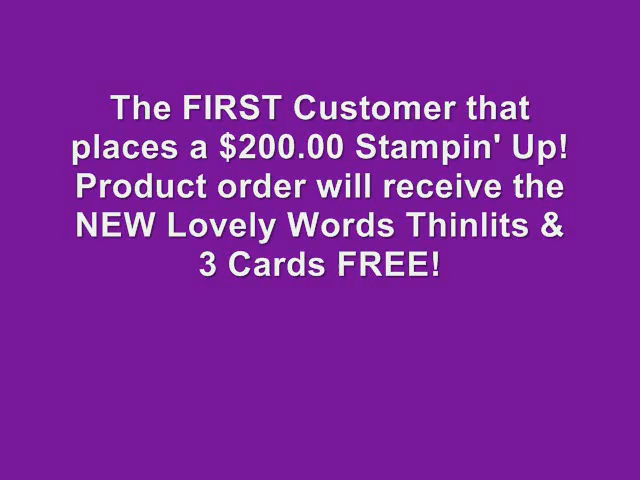 The FIRST Customer that
places a $200.00 Stampin' Up!
Product order will receive the
NEW Lovely Words Thinlits &
3 Cards FREE!